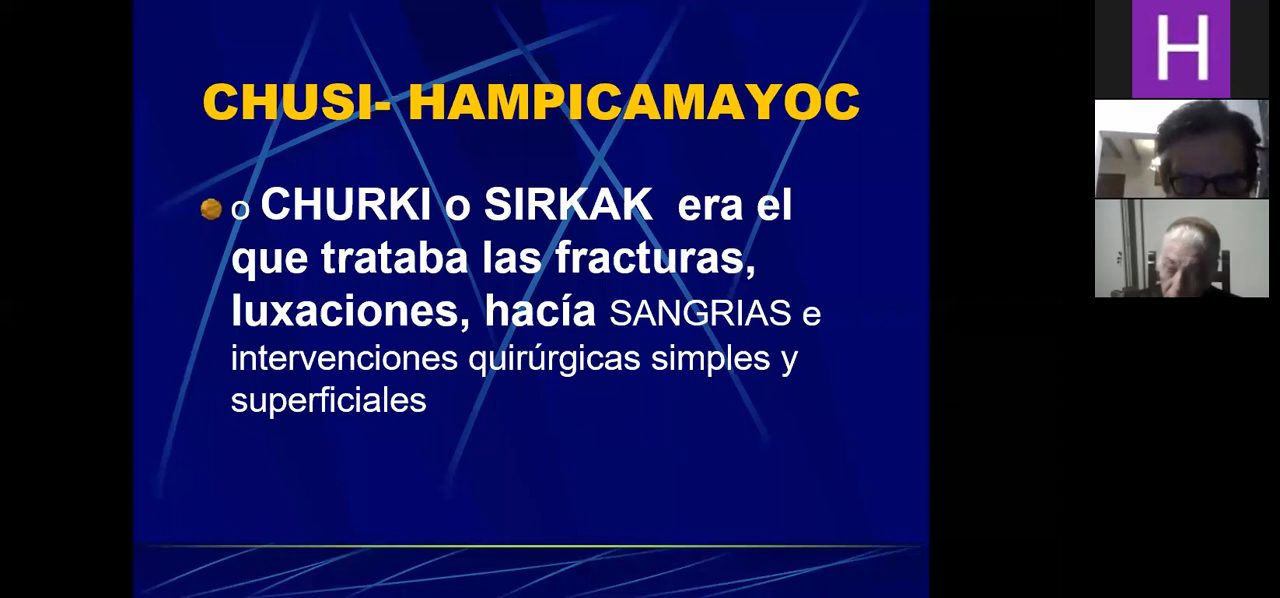 CHUSI- HAMPICAMAYOC
o CHURKI o SIRKAK era el
que trataba las fracturas,
luxaciones, hacía SANGRIAS e
intervenciones quirúrgicas simples y
superficiales
H